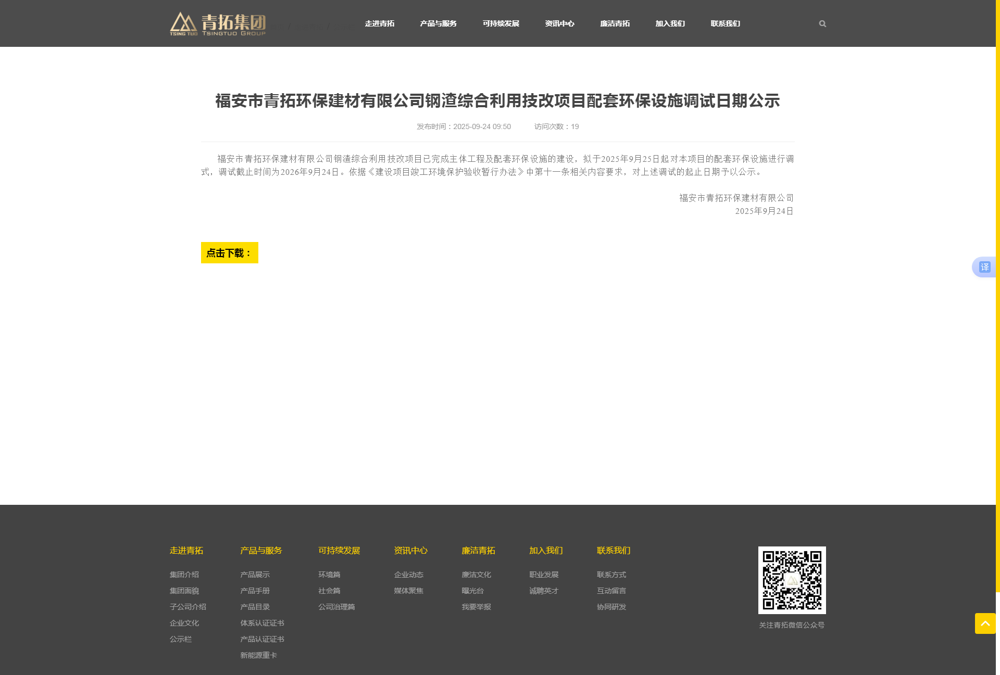 青拓集团
TSING TUO TSINGTUO GROUP
/ /
走进青拓 产品与服务 可持续发展 资讯中心 廉洁青拓 加入我们 联系我们
福安市青拓环保建材有限公司钢渣综合利用技改项目配套环保设施调试日期公示
发布时间：2025-09-24 09:50 访问次数：19
福安市青拓环保建材有限公司钢渣综合利用技改项目已完成主体工程及配套环保设施的建设，拟于2025年9月25日起对本项目的配套环保设施进行调
式，调试截止时间为2026年9月24日。依据《建设项目竣工环境保护验收暂行办法》中第十一条相关内容要求，对上述调试的起止日期予以公示。
福安市青拓环保建材有限公司
2025年9月24日
点击下载：
译
走进青拓 产品与服务 可持续发展 资讯中心 廉洁青拓 加入我们 联系我们
集团介绍 产品展示 环境篇 企业动态 廉洁文化 职业发展 联系方式
集团面貌 产品手册 社会篇 媒体聚焦 曝光台 诚聘英才 互动留言
子公司介绍 产品目录 公司治理篇 我要举报 协同研发
企业文化 体系认证证书
关注青拓微信公众号
公示栏 产品认证证书
新能源重卡